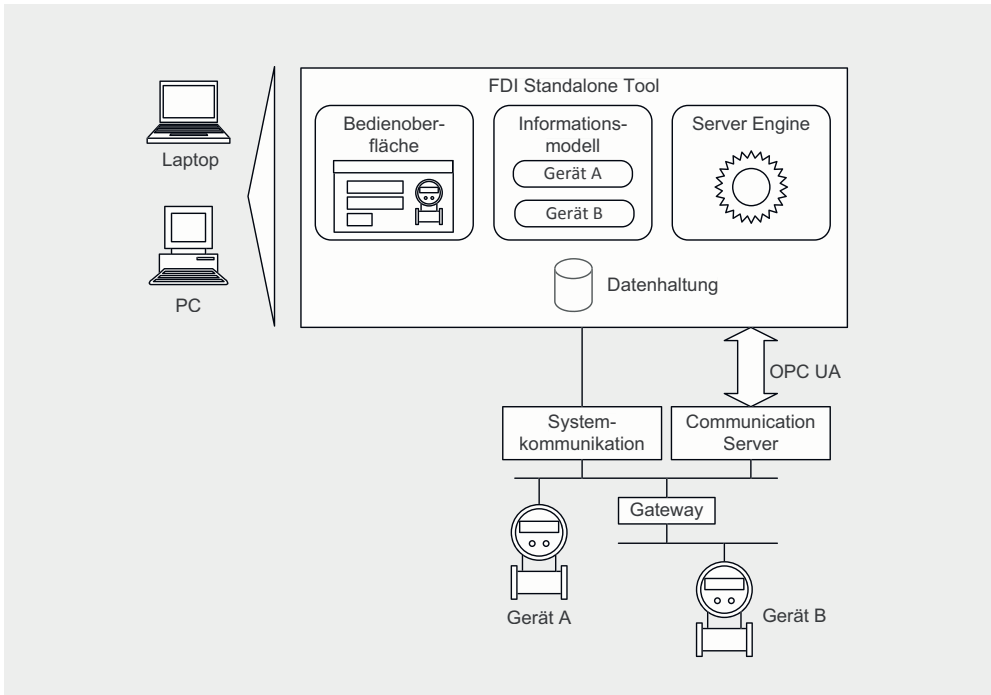 FDI Standalone Tool
Bedienober-
fläche
Informations-
modell
Gerät A
Gerät B
Server Engine
Datenhaltung
Laptop
PC
OPC UA
System-
kommunikation
Communication
Server
Gateway
Gerät A
Gerät B